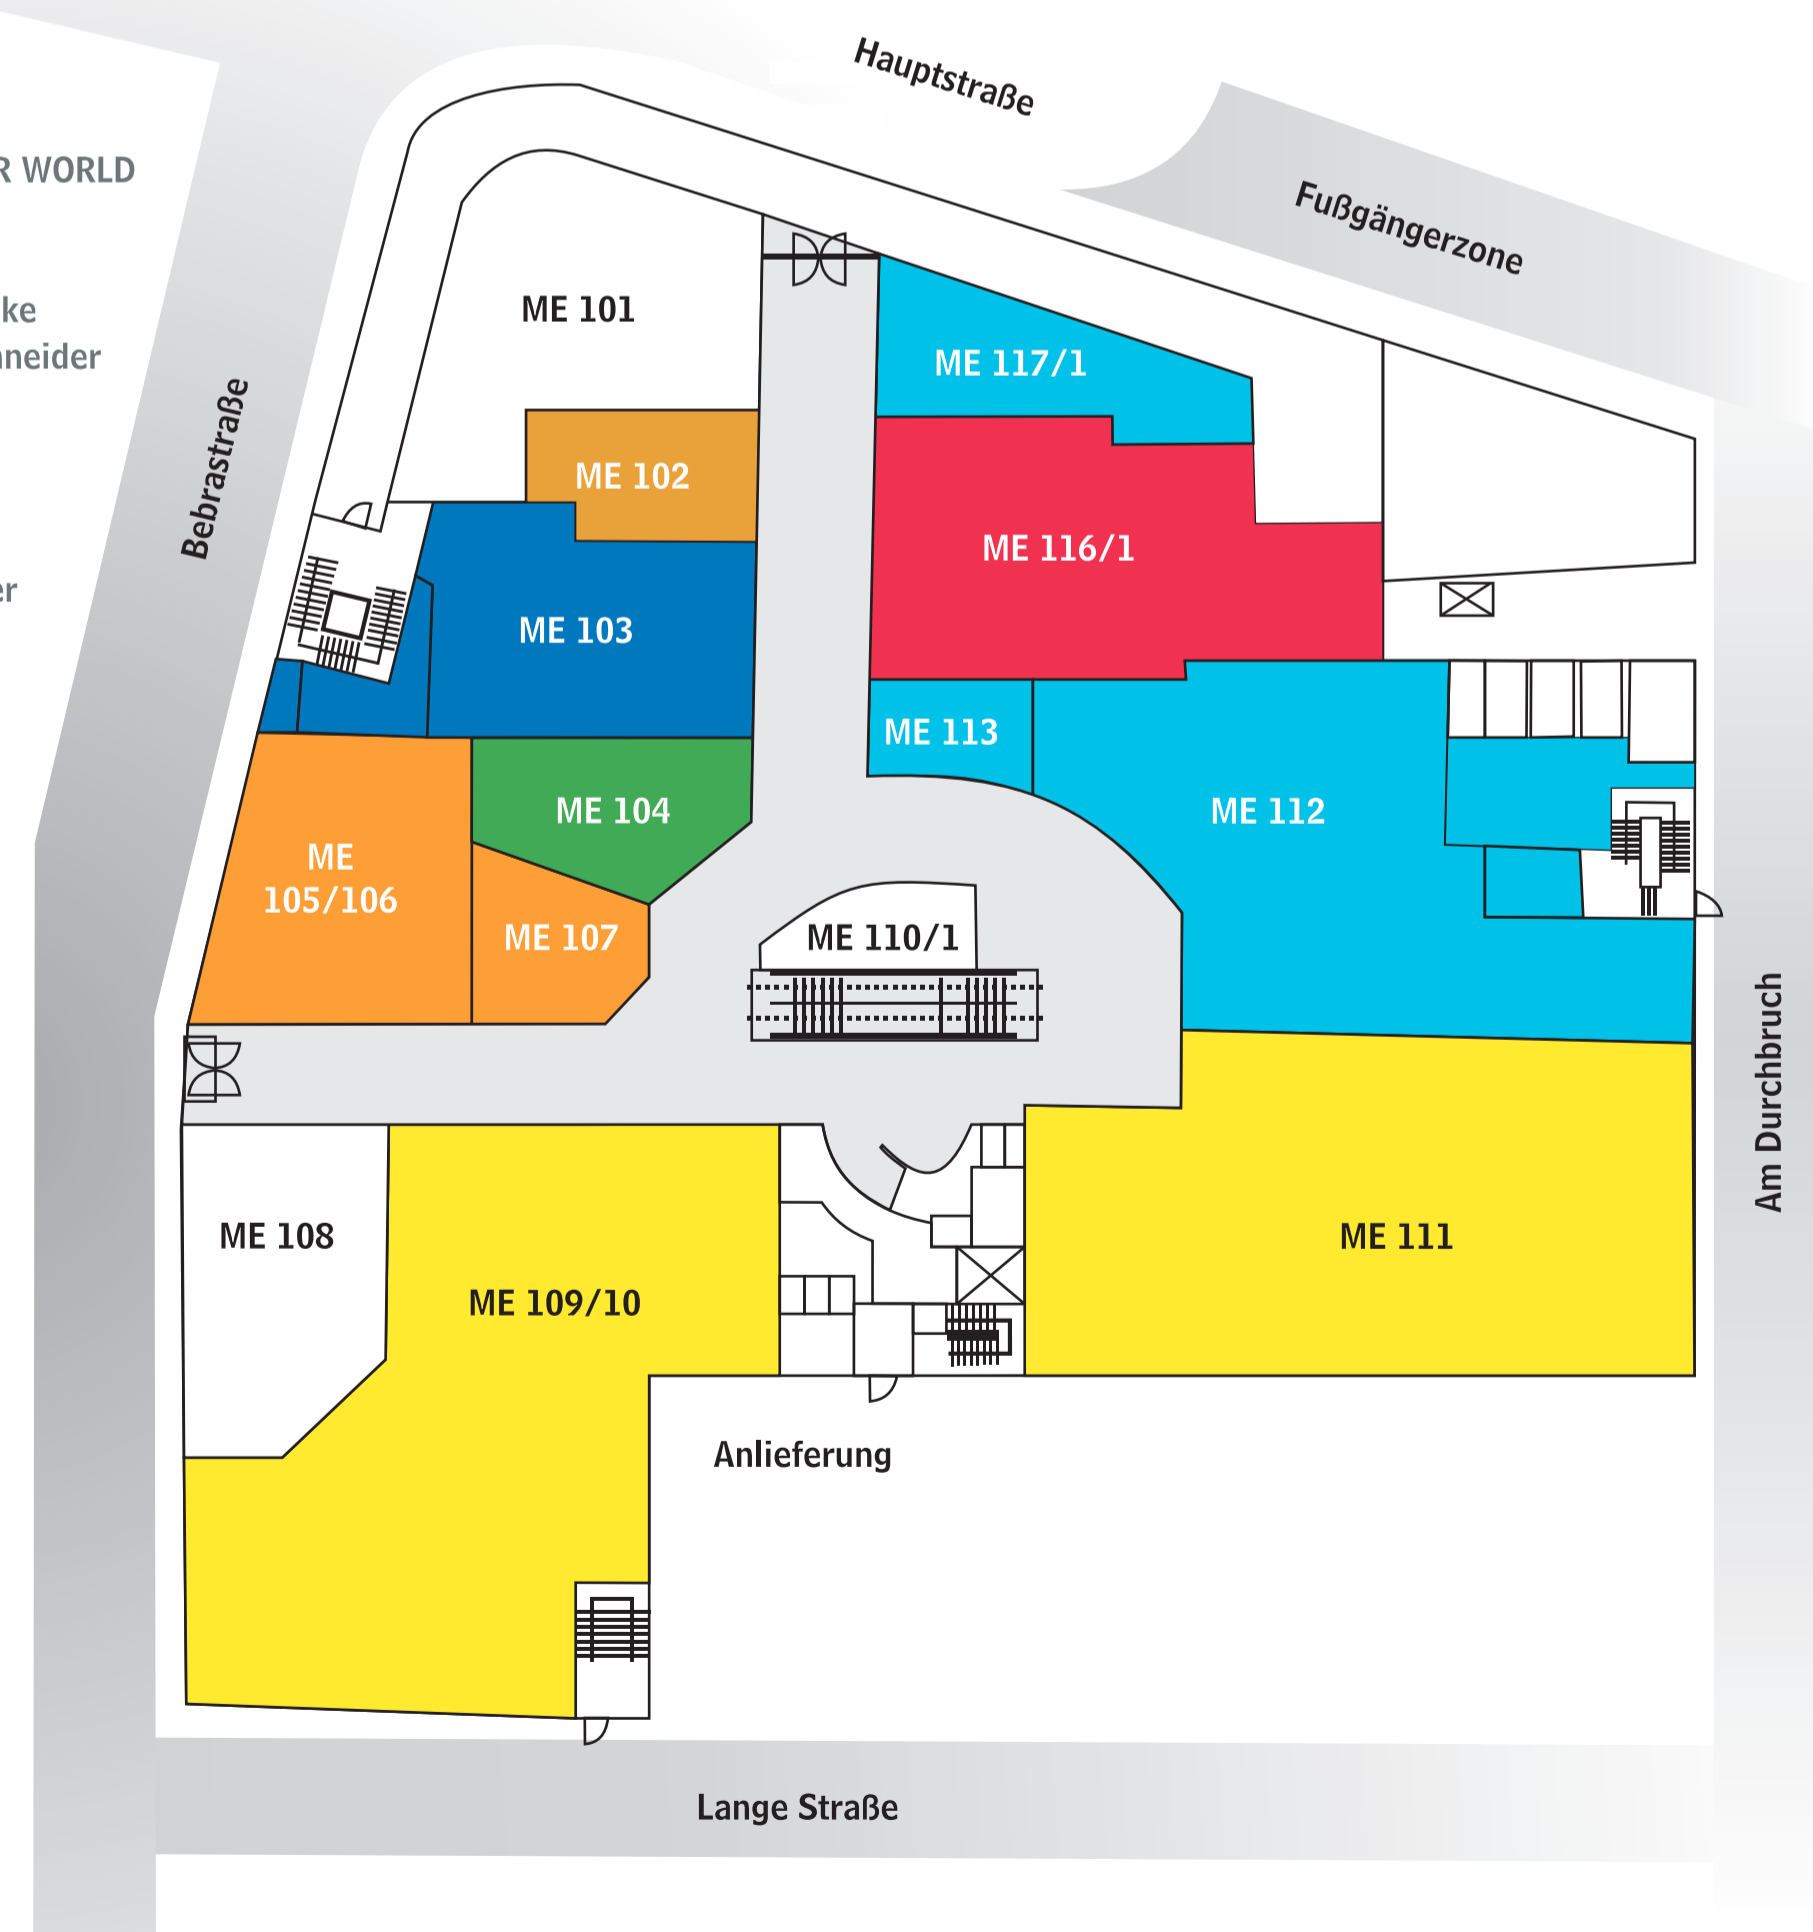 Hauptstraße
Fußgängerzone
R WORLD
ke
neider
er
Bebrastraße
ME 101
ME 117/1
ME 102
ME 116/1
ME 103
ME 113
ME 104
ME 112
ME
105/106
ME 107
ME 110/1
Am Durchbruch
ME 108
ME 111
ME 109/10
Anlieferung
Lange Straße